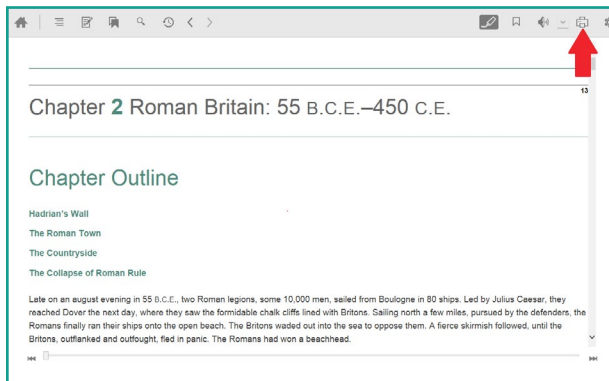 13
Chapter 2 Roman Britain: 55 B.C.E.–450 C.E.
Chapter Outline
Hadrian's Wall
The Roman Town
The Countryside
The Collapse of Roman Rule
Late on an august evening in 55 B.C.E., two Roman legions, some 10,000 men, sailed from Boulogne in 80 ships. Led by Julius Caesar, they
reached Dover the next day, where they saw the formidable chalk cliffs lined with Britons. Sailing north a few miles, pursued by the defenders, the
Romans finally ran their ships onto the open beach. The Britons waded out into the sea to oppose them. A fierce skirmish followed, until the
Britons, outflanked and outfought, fled in panic. The Romans had won a beachhead.